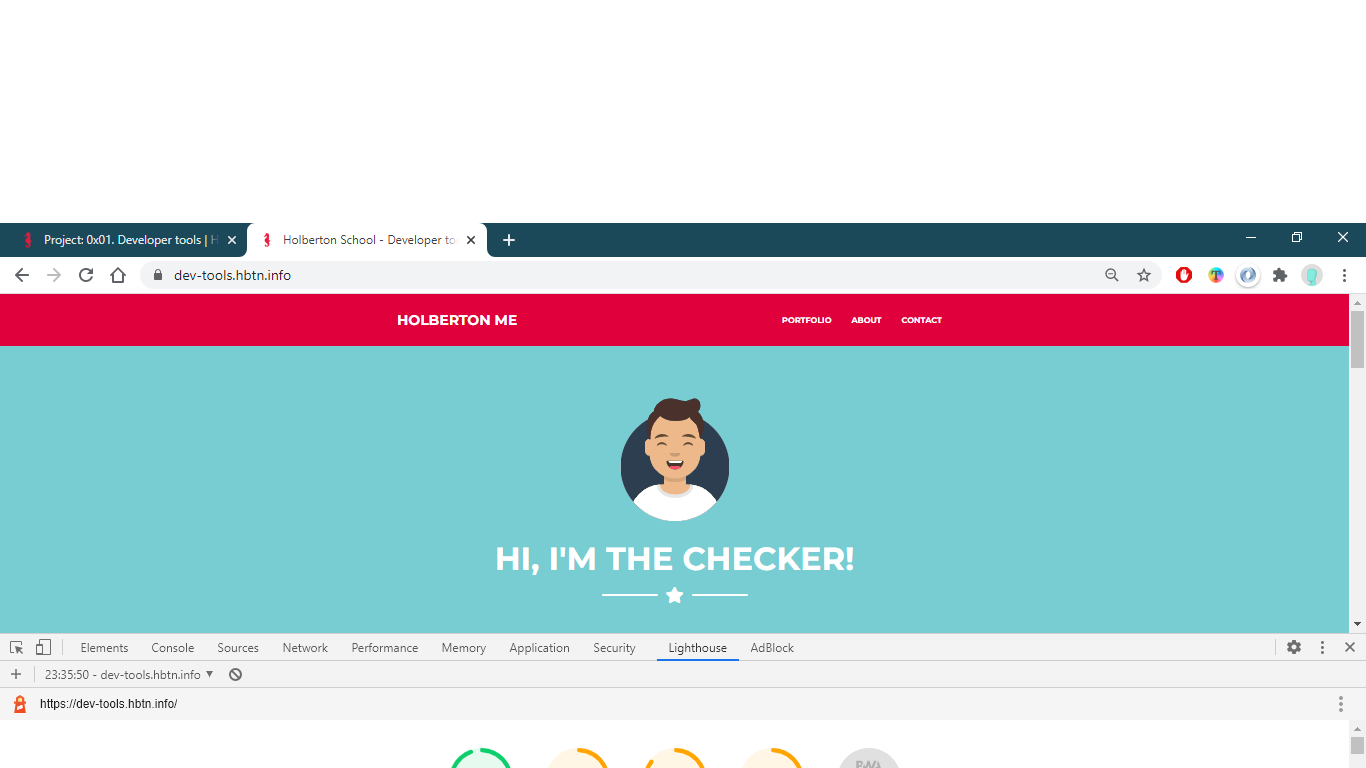 Project: 0x01. Developer tools | H
Holberton School - Developer to
dev-tools.hbtn.info
HOLBERTON ME
PORTFOLIO ABOUT CONTACT
HI, I'M THE CHECKER!
Elements Console Sources Network Performance Memory Application Security Lighthouse AdBlock
23:35:50 - dev-tools.hbtn.info
https://dev-tools.hbtn.info/